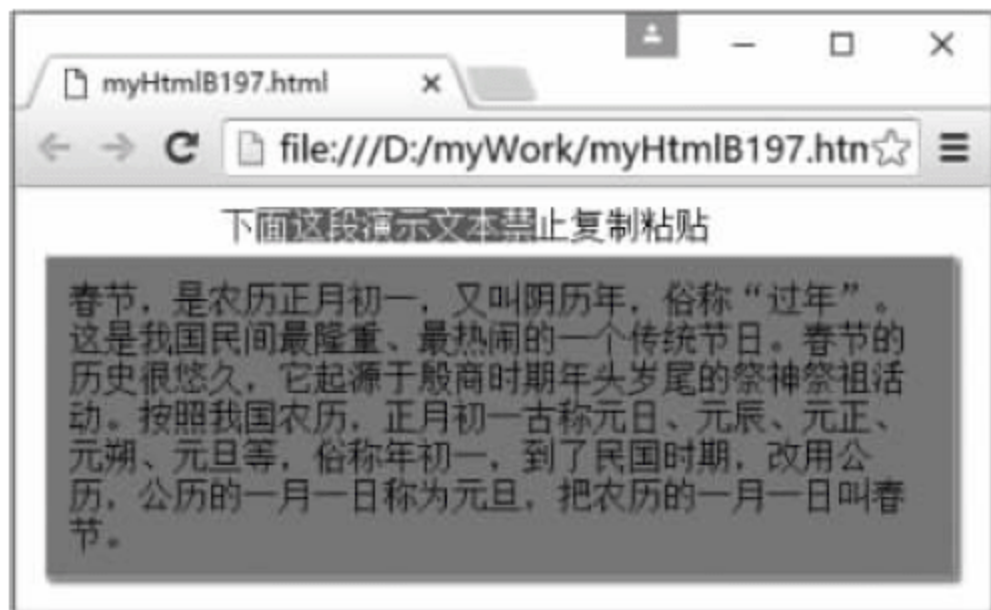 myHtmlB197.html
file:///D:/myWork/myHtmlB197.htn
下面这段演示文本禁止复制粘贴
春节，是农历正月初一，又叫阴历年，俗称“过年”。
这是我国民间最隆重、最热闹的一个传统节日。春节的
历史很悠久，它起源于殷商时期年头岁尾的祭神祭祖活
动。按照我国农历，正月初一古称元日、元辰、元正、
元朔、元旦等，俗称年初一，到了民国时期，改用公
历，公历的一月一日称为元旦，把农历的一月一日叫春
节。